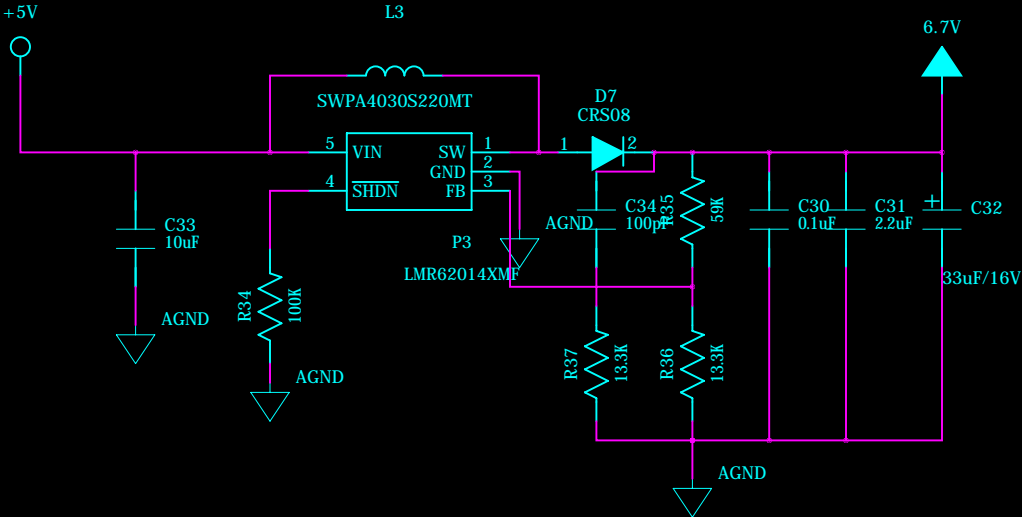 +5V
L3
6.7V
SWPA4030S220MT
D7
CRS08
5
VIN
SW
1
1
2
GND
2
4
SHDN
FB
3
C33
10uF
AGND
C34
100pF
R35
59K
C30
0.1uF
C31
2.2uF
+
C32
33uF/16V
P3
LMR62014XMF
R34
100K
AGND
AGND
R37
13.3K
R36
13.3K
AGND